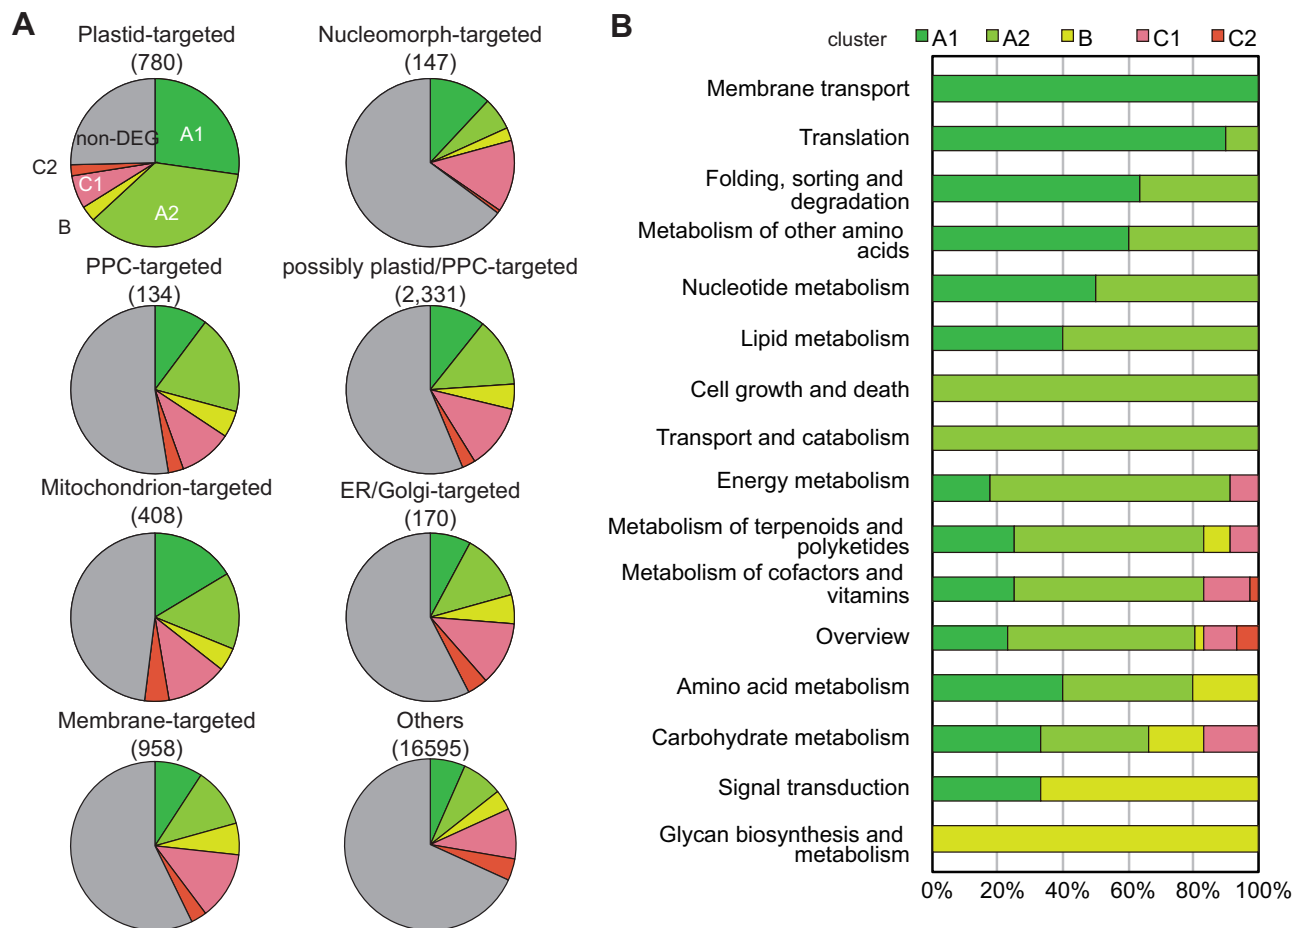 A
Plastid-targeted
(780)
non-DEG
A1
C2
C1
A2
B
Nucleomorph-targeted
(147)
PPC-targeted
(134)
possibly plastid/PPC-targeted
(2,331)
Mitochondrion-targeted
(408)
ER/Golgi-targeted
(170)
Membrane-targeted
(958)
Others
(16595)
B
cluster A1 A2 B C1 C2
Membrane transport
Translation
Folding, sorting and
degradation
Metabolism of other amino
acids
Nucleotide metabolism
Lipid metabolism
Cell growth and death
Transport and catabolism
Energy metabolism
Metabolism of terpenoids and
polyketides
Metabolism of cofactors and
vitamins
Overview
Amino acid metabolism
Carbohydrate metabolism
Signal transduction
Glycan biosynthesis and
metabolism
0% 20% 40% 60% 80% 100%